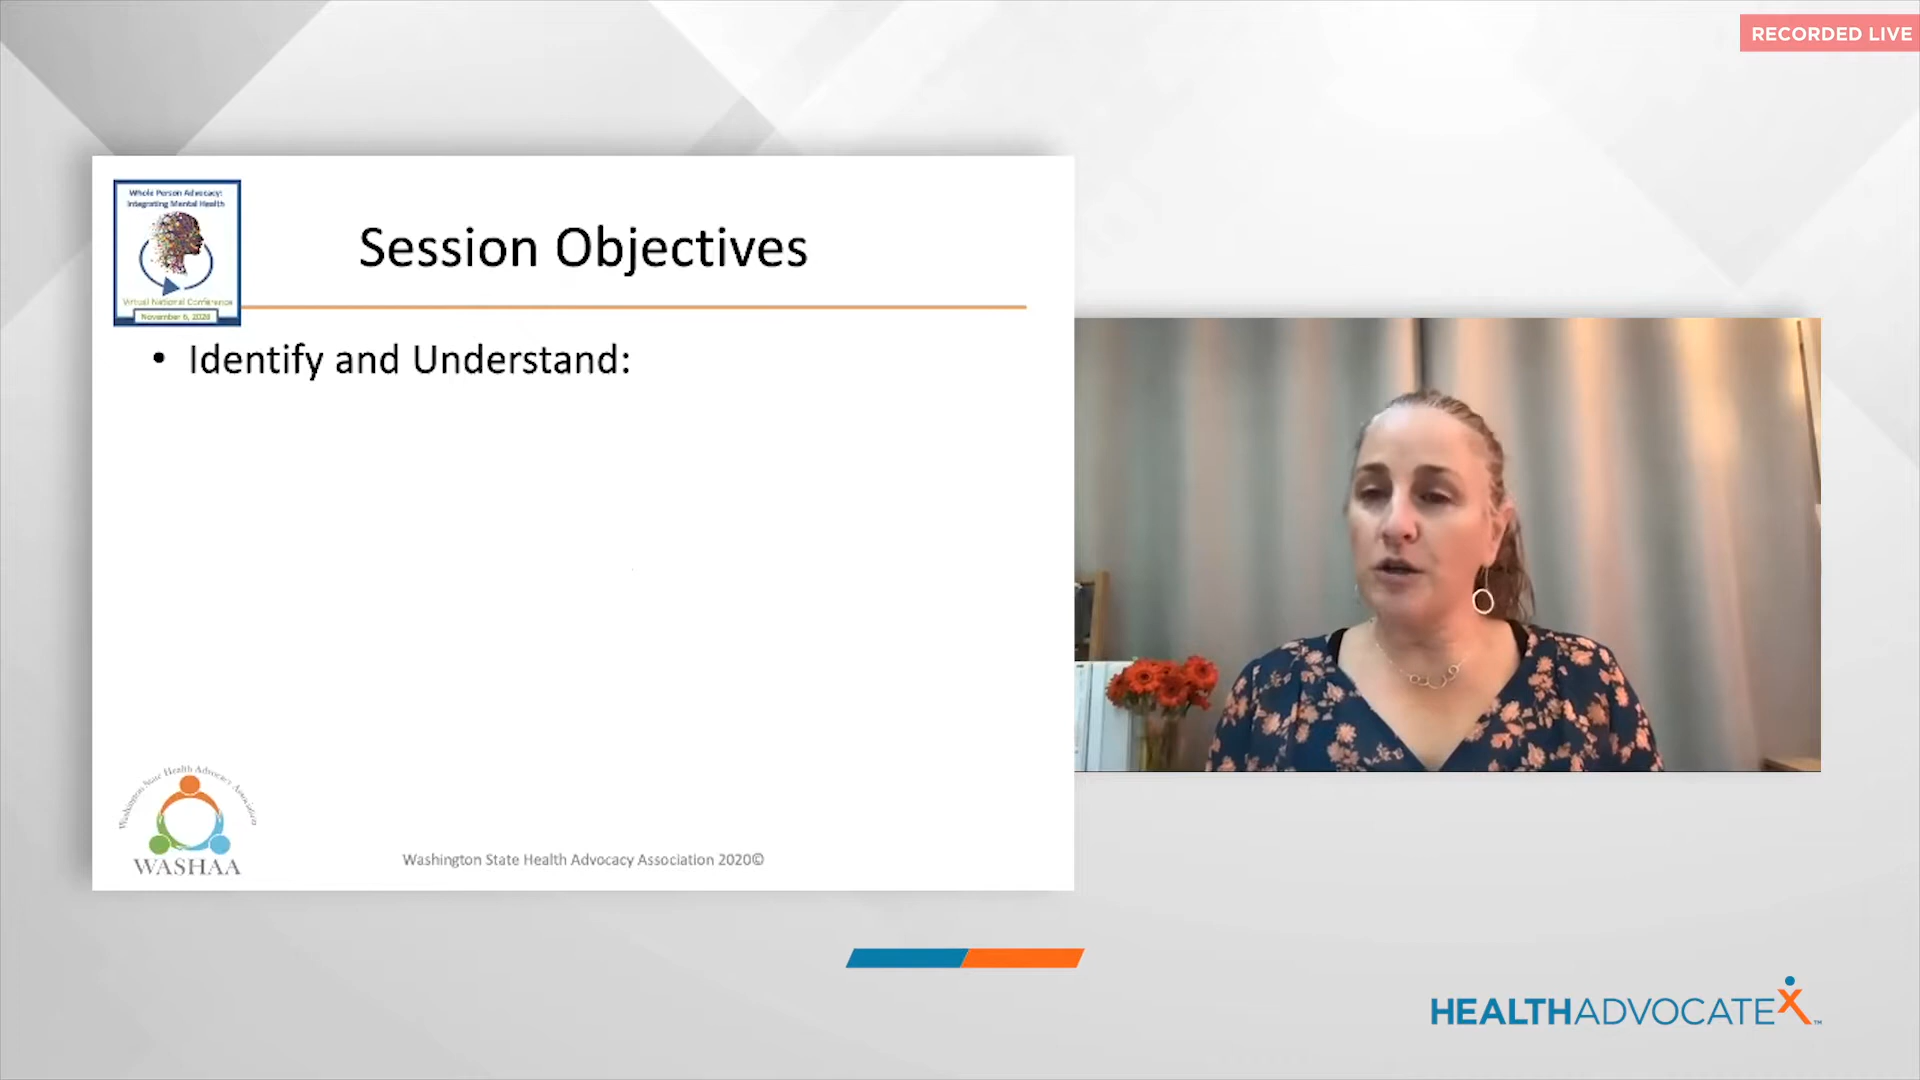 RECORDED LIVE
Whole Person Advocacy:
Integrating Mental Health
Virtual National Conference
November 6, 2020
Session Objectives
• Identify and Understand:
Washington State Health Advocacy Association
WASHAA
Washington State Health Advocacy Association 2020©
HEALTHADVOCATEX™